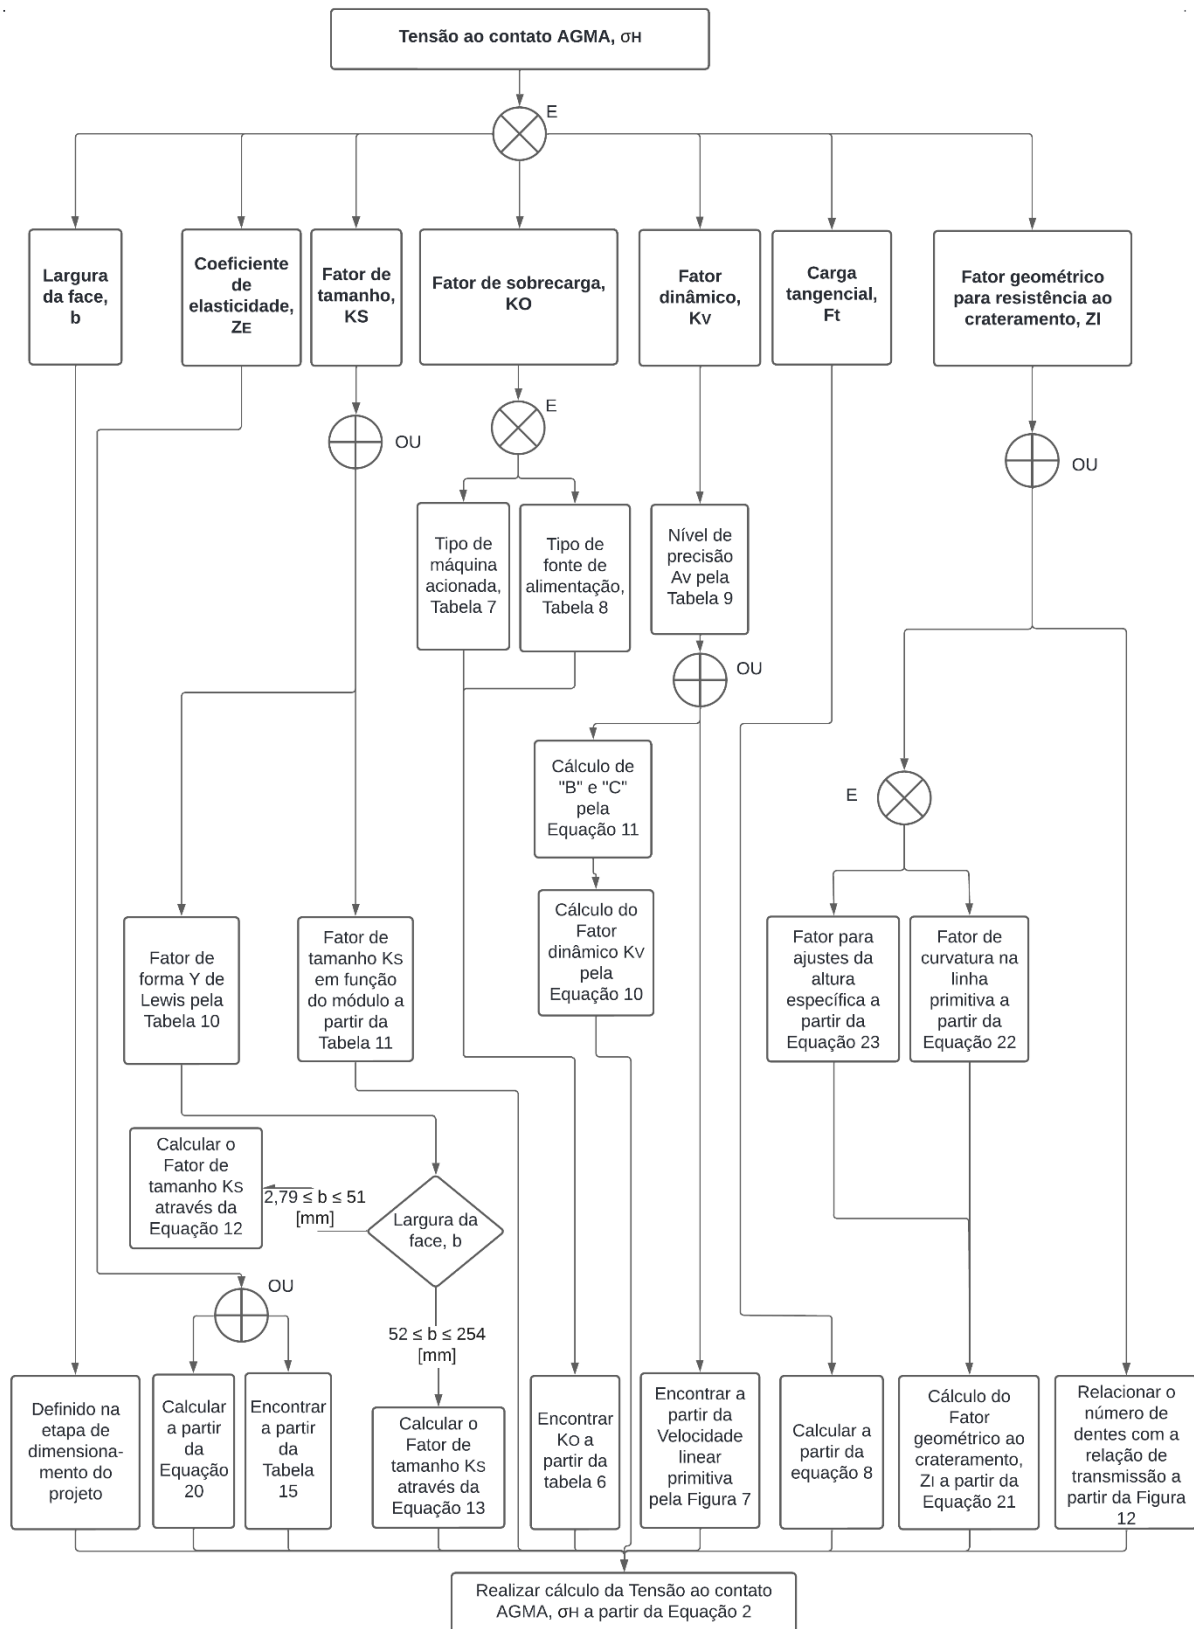 Tensão ao contato AGMA, σH
E
Largura
da face,
b
Coeficiente
de
elasticidade,
ZE
Fator de
tamanho,
KS
Fator de sobrecarga,
KO
Fator
dinâmico,
KV
Carga
tangencial,
Ft
Fator geométrico
para resistência ao
crateramento, ZI
OU
E
OU
Tipo de
máquina
acionada,
Tabela 7
Tipo de
fonte de
alimentação,
Tabela 8
Nível de
precisão
Av pela
Tabela 9
OU
Cálculo de
"B" e "C"
pela
Equação 11
E
Cálculo do
Fator
dinâmico KV
pela
Equação 10
Fator de
forma Y de
Lewis pela
Tabela 10
Fator de
tamanho KS
em função
do módulo a
partir da
Tabela 11
Fator para
ajustes da
altura
específica a
partir da
Equação 23
Fator de
curvatura na
linha
primitiva a
partir da
Equação 22
Calcular o
Fator de
tamanho KS
através da
Equação 12
2,79 ≤ b ≤ 51
[mm]
Largura da
face, b
OU
52 ≤ b ≤ 254
[mm]
Definido na
etapa de
dimensiona-
mento do
projeto
Calcular
a partir
da
Equação
20
Encontrar
a partir
da
Tabela
15
Calcular o
Fator de
tamanho KS
através da
Equação 13
Encontrar
KO a
partir da
tabela 6
Encontrar a
partir da
Velocidade
linear
primitiva
pela Figura 7
Calcular a
partir da
equação 8
Cálculo do
Fator
geométrico ao
crateramento,
ZI a partir da
Equação 21
Relacionar o
número de
dentes com a
relação de
transmissão a
partir da Figura
12
Realizar cálculo da Tensão ao contato
AGMA, σH a partir da Equação 2